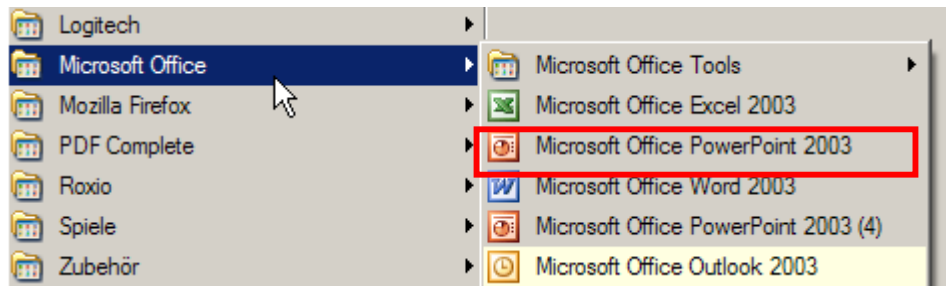 Logitech
Microsoft Office
Mozilla Firefox
PDF Complete
Roxio
Spiele
Zubehör
Microsoft Office Tools
Microsoft Office Excel 2003
Microsoft Office PowerPoint 2003
Microsoft Office Word 2003
Microsoft Office PowerPoint 2003 (4)
Microsoft Office Outlook 2003